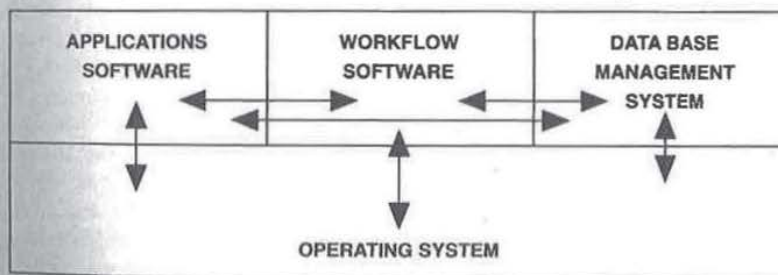 APPLICATIONS
SOFTWARE
WORKFLOW
SOFTWARE
DATA BASE
MANAGEMENT
SYSTEM
OPERATING SYSTEM